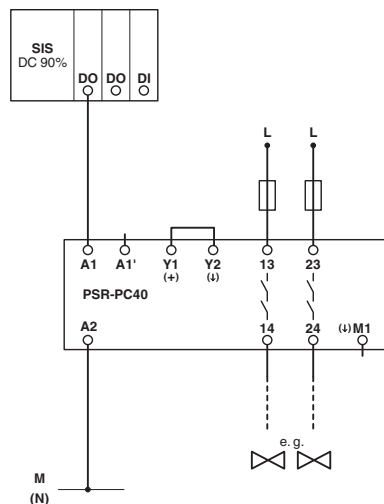 SIS
DC 90%
DO DO DI
L L
A1 A1' Y1 Y2 13 23
(+) (↓)
PSR-PC40
A2 14 24 (↓) M1
e. g.
M
(N)